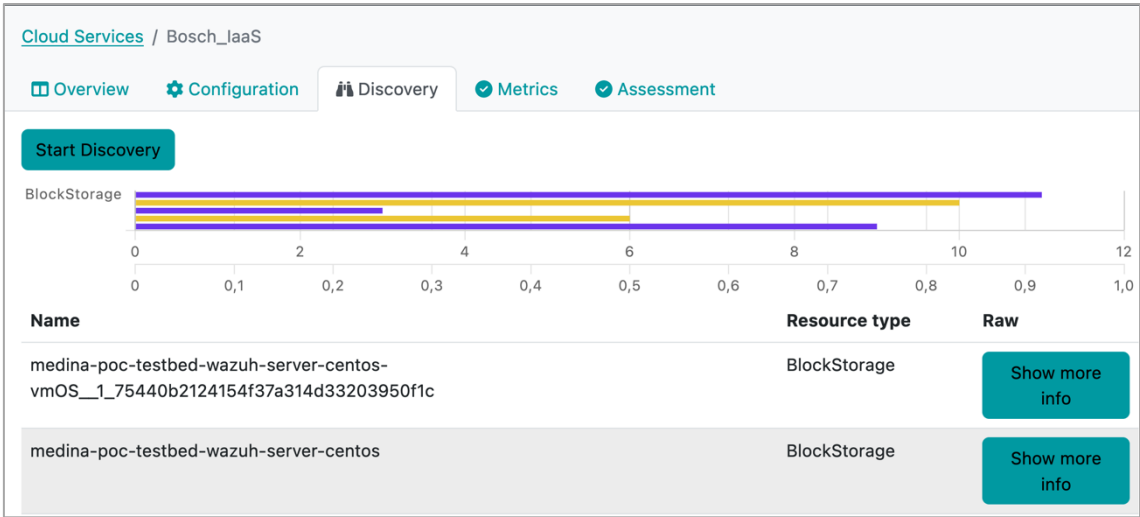 Cloud Services / Bosch_IaaS
Overview Configuration Discovery Metrics Assessment
Start Discovery
BlockStorage
0 2 4 6 8 10 12
0 0,1 0,2 0,3 0,4 0,5 0,6 0,7 0,8 0,9 1,0
Name Resource type Raw
medina-poc-testbed-wazuh-server-centos- BlockStorage Show more
vmOS__1_75440b2124154f37a314d33203950f1c info
medina-poc-testbed-wazuh-server-centos BlockStorage Show more
info